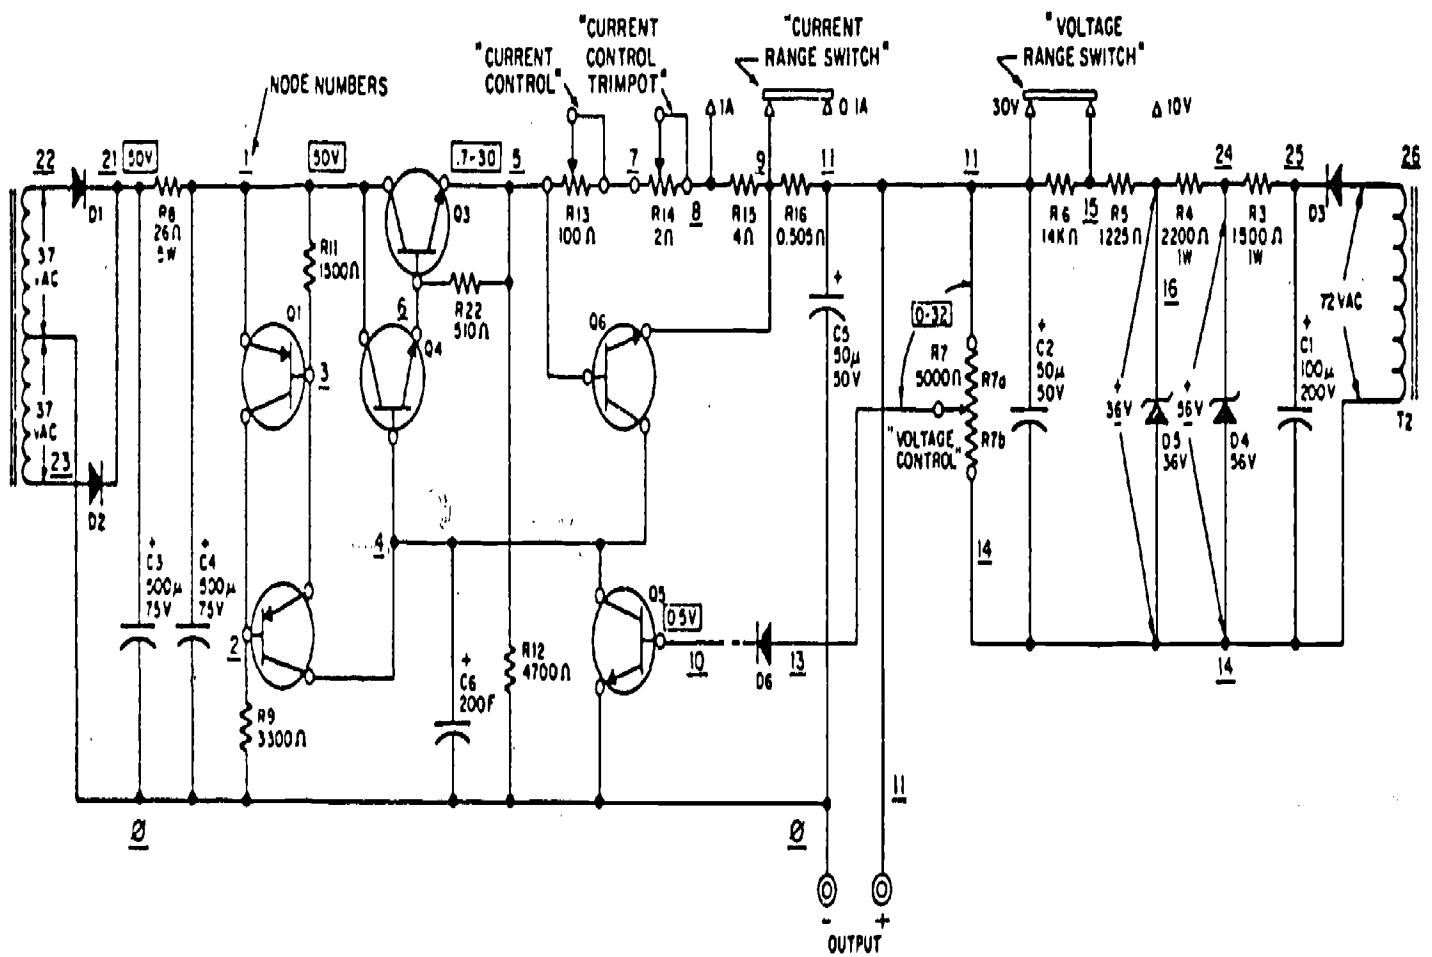 "CURRENT CONTROL"
"CURRENT CONTROL TRIMPOT"
"CURRENT RANGE SWITCH"
"VOLTAGE RANGE SWITCH"
NODE NUMBERS
1A
0.1A
30V
10V
22
21
50V
1
50V
.7-30
5
7
8
9
11
11
15
24
25
26
D1
R8
26Ω
5W
R11
1500Ω
Q3
R13
100Ω
R14
2Ω
R15
4Ω
R16
0.505Ω
R6
14KΩ
R5
1225Ω
R4
2200Ω
1W
R3
1500Ω
1W
D3
37
VAC
16
72 VAC
6
R22
510Ω
Q1
Q4
Q6
3
+
C5
50µ
50V
0-32
R7
5000Ω
R7a
R7b
"VOLTAGE CONTROL"
+
C2
50µ
50V
+
36V
-
+
56V
-
D5
36V
D4
56V
+
C1
100µ
200V
T2
37
VAC
23
D2
4
14
+
C3
500µ
75V
+
C4
500µ
75V
2
Q5
0.5V
R12
4700Ω
10
D6
13
14
+
C6
200F
R9
3300Ω
11
Ø
Ø
-
+
OUTPUT